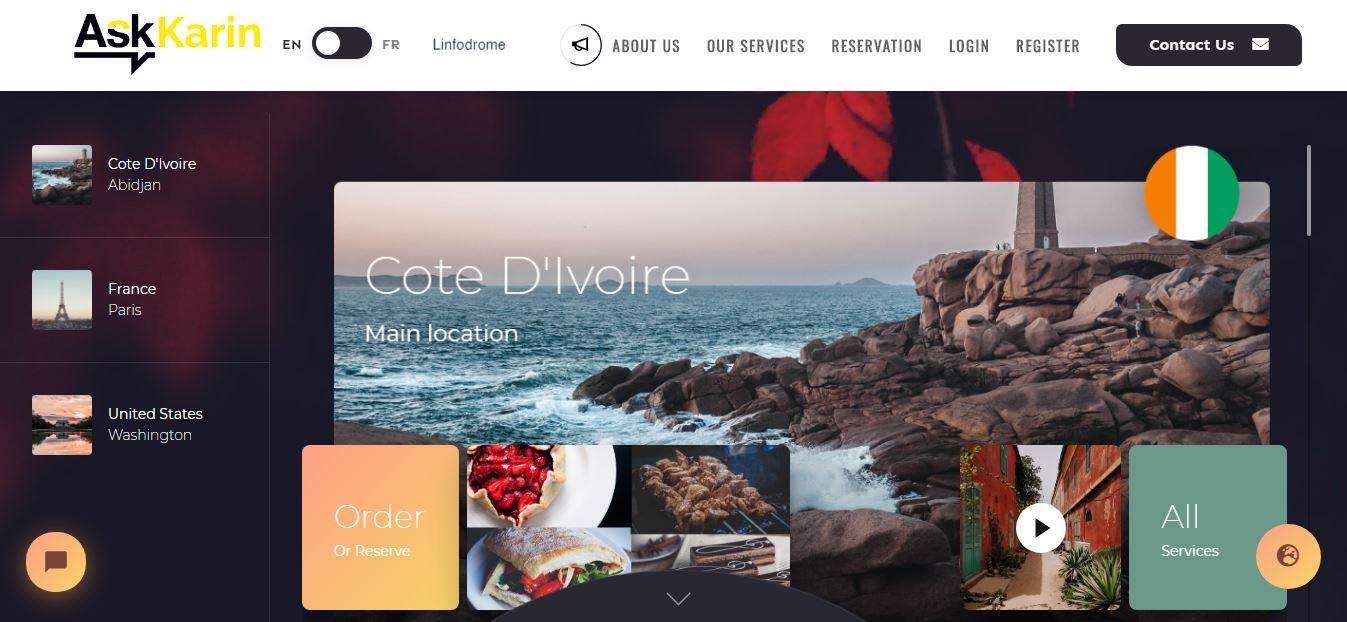 AskKarin
EN
FR
Linfodrome
ABOUT US
OUR SERVICES
RESERVATION
LOGIN
REGISTER
Contact Us
Cote D'Ivoire
Abidjan
France
Paris
United States
Washington
Cote D'Ivoire
Main location
Order
Or Reserve
All
Services